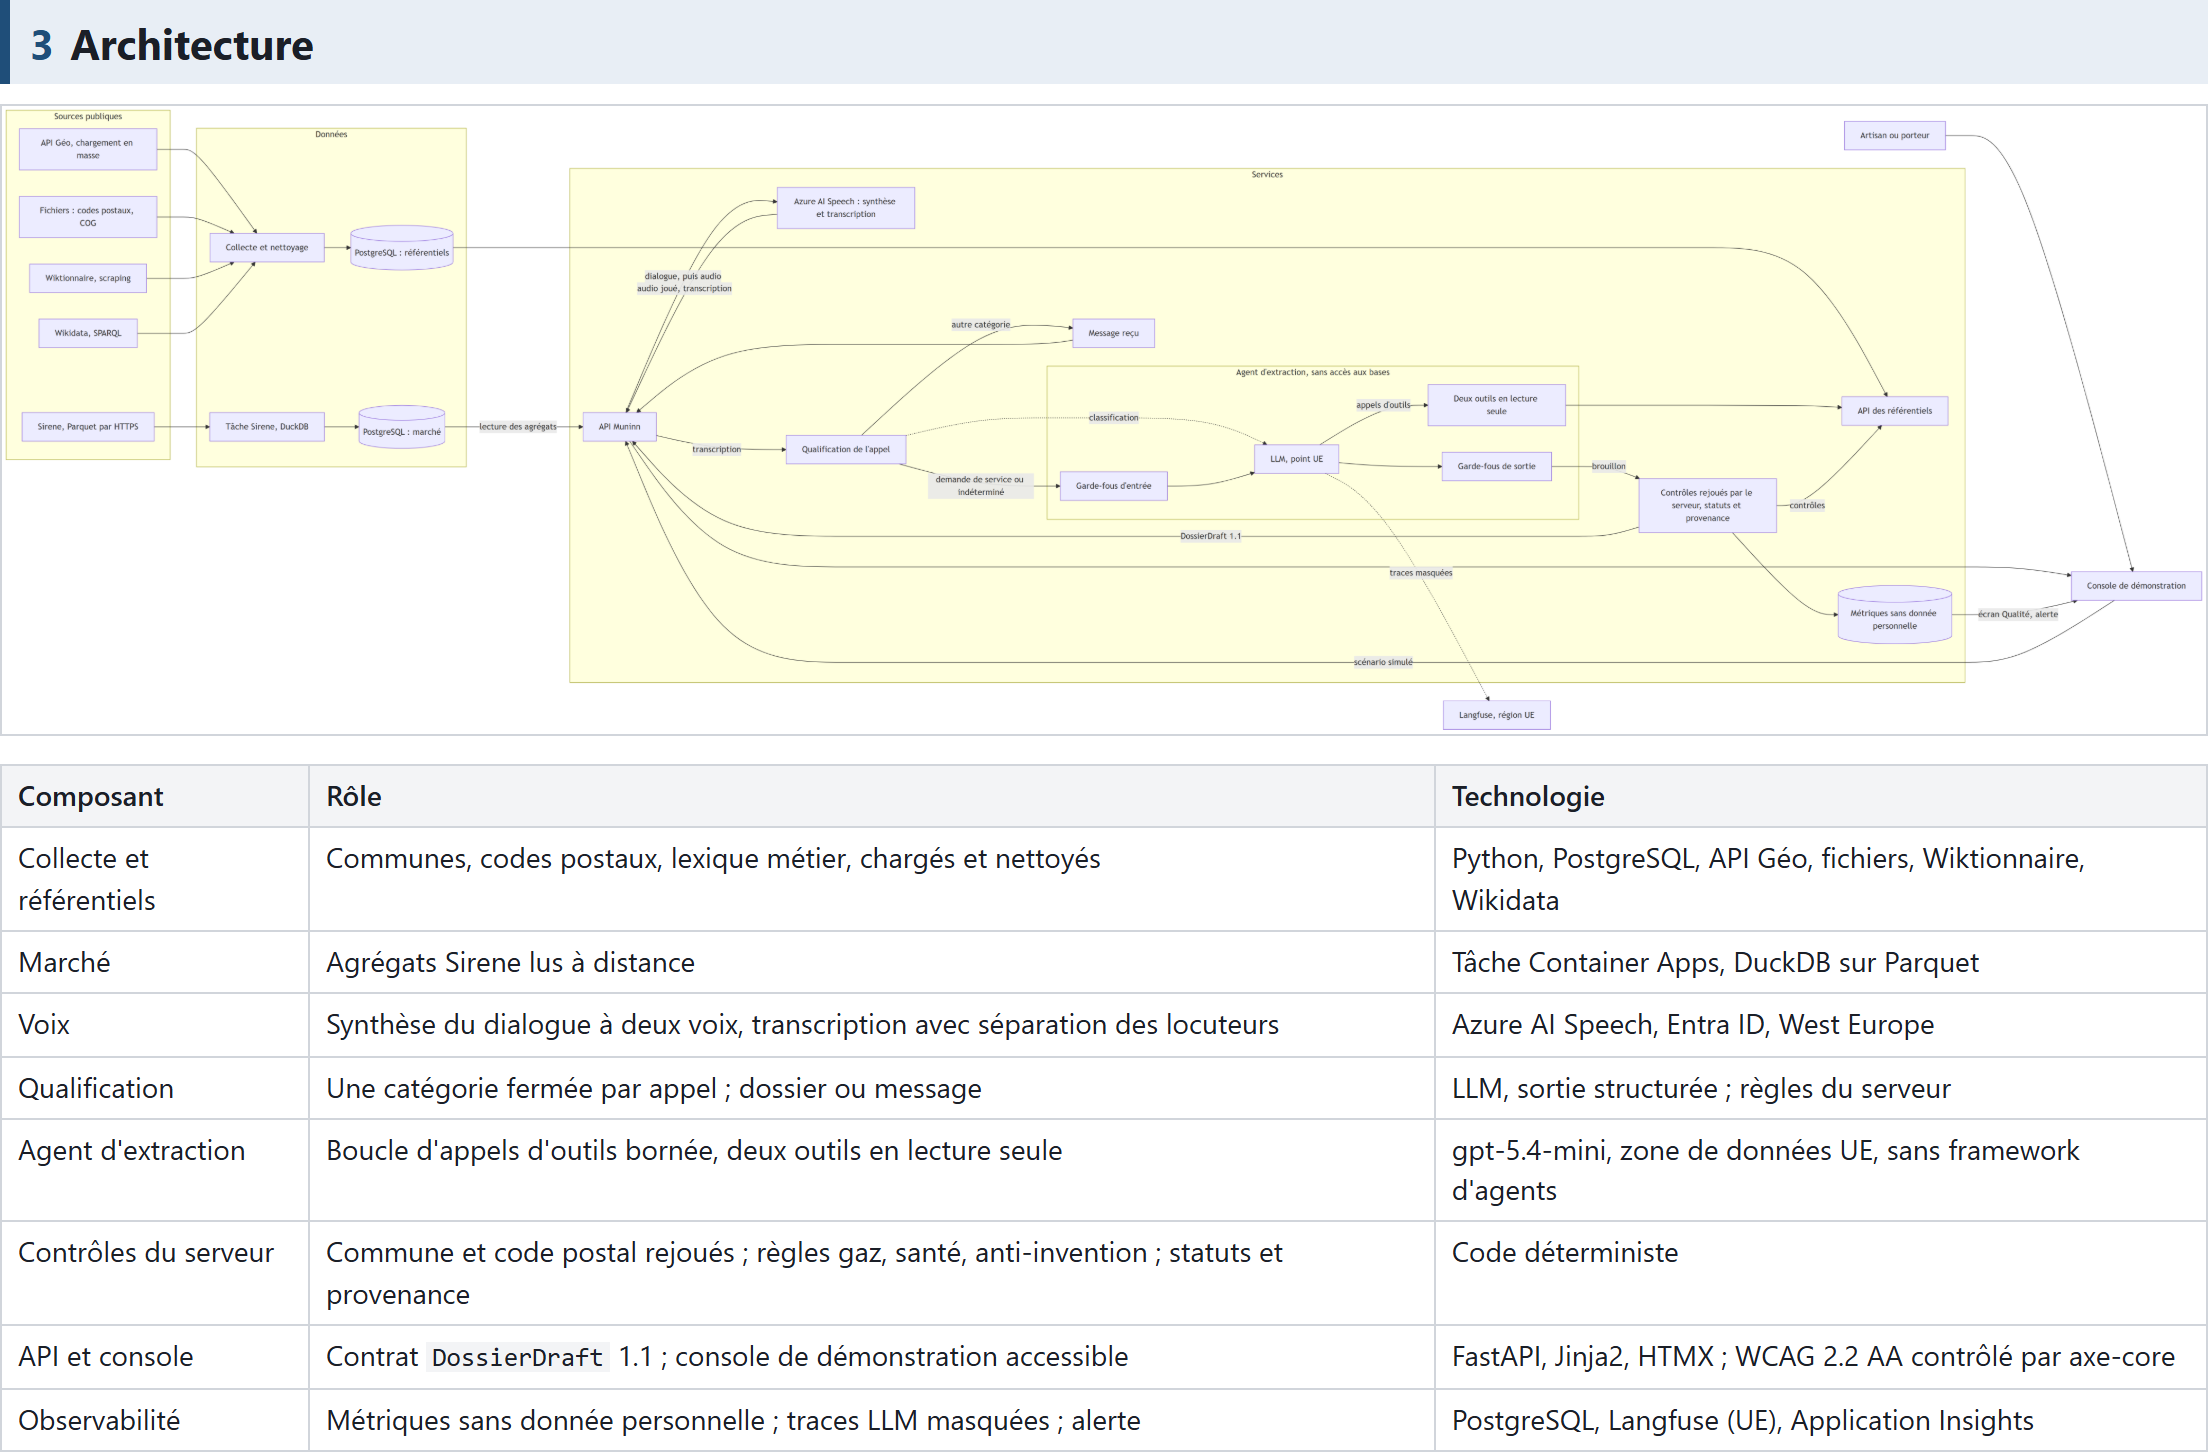 3 Architecture
Sources publiques
API Géo, chargement en
masse
Fichiers : codes postaux,
COG
Wiktionnaire, scraping
Wikidata, SPARQL
Sirene, Parquet par HTTPS
Données
Collecte et nettoyage
PostgreSQL : référentiels
Tâche Sirene, DuckDB
PostgreSQL : marché
lecture des agrégats
Services
Azure AI Speech : synthèse
et transcription
dialogue, puis audio
audio joué, transcription
autre catégorie
Message reçu
API Muninn
transcription
Qualification de l'appel
demande de service ou
indéterminé
classification
Agent d'extraction, sans accès aux bases
Garde-fous d'entrée
LLM, point UE
appels d'outils
Deux outils en lecture
seule
Garde-fous de sortie
brouillon
Contrôles rejoués par le
serveur, statuts et
provenance
contrôles
API des référentiels
DossierDraft 1.1
traces masquées
Métriques sans donnée
personnelle
écran Qualité, alerte
scénario simulé
Langfuse, région UE
Artisan ou porteur
Console de démonstration
Composant Rôle Technologie
Collecte et Communes, codes postaux, lexique métier, chargés et nettoyés Python, PostgreSQL, API Géo, fichiers, Wiktionnaire,
référentiels Wikidata
Marché Agrégats Sirene lus à distance Tâche Container Apps, DuckDB sur Parquet
Voix Synthèse du dialogue à deux voix, transcription avec séparation des locuteurs Azure AI Speech, Entra ID, West Europe
Qualification Une catégorie fermée par appel ; dossier ou message LLM, sortie structurée ; règles du serveur
Agent d'extraction Boucle d'appels d'outils bornée, deux outils en lecture seule gpt-5.4-mini, zone de données UE, sans framework
d'agents
Contrôles du serveur Commune et code postal rejoués ; règles gaz, santé, anti-invention ; statuts et Code déterministe
provenance
API et console Contrat DossierDraft 1.1 ; console de démonstration accessible FastAPI, Jinja2, HTMX ; WCAG 2.2 AA contrôlé par axe-core
Observabilité Métriques sans donnée personnelle ; traces LLM masquées ; alerte PostgreSQL, Langfuse (UE), Application Insights